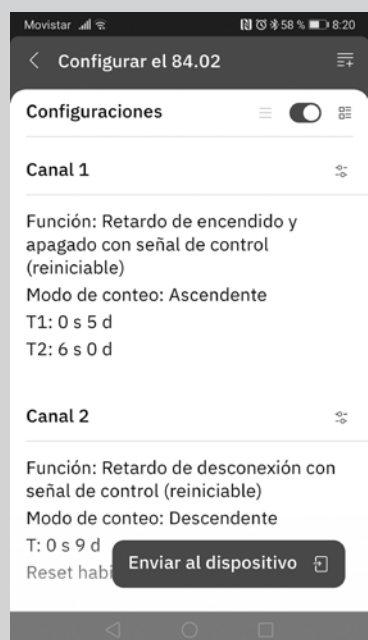 Movistar 58 % 8:20
Configurar el 84.02
Configuraciones
Canal 1
Función: Retardo de encendido y
apagado con señal de control
(reiniciable)
Modo de conteo: Ascendente
T1: 0 s 5 d
T2: 6 s 0 d
Canal 2
Función: Retardo de desconexión con
señal de control (reiniciable)
Modo de conteo: Descendente
T: 0 s 9 d
Reset habi
Enviar al dispositivo